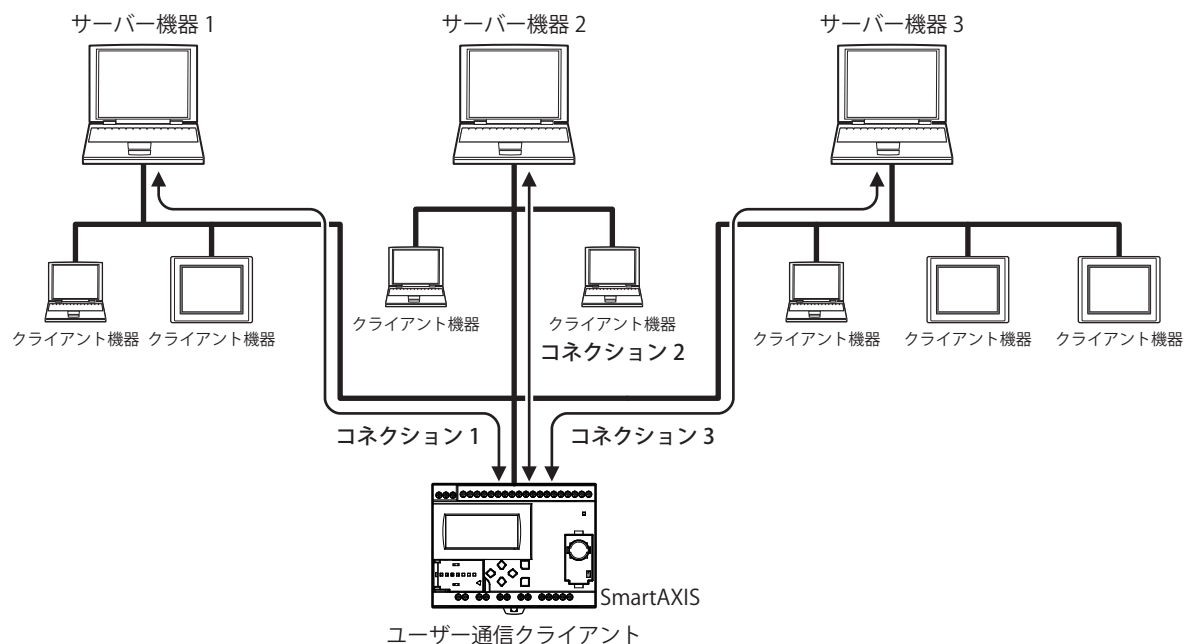 サーバー機器 1
サーバー機器 2
サーバー機器 3
クライアント機器
クライアント機器
クライアント機器
クライアント機器
クライアント機器
クライアント機器
クライアント機器
コネクション 2
コネクション 1
コネクション 3
SmartAXIS
ユーザー通信クライアント